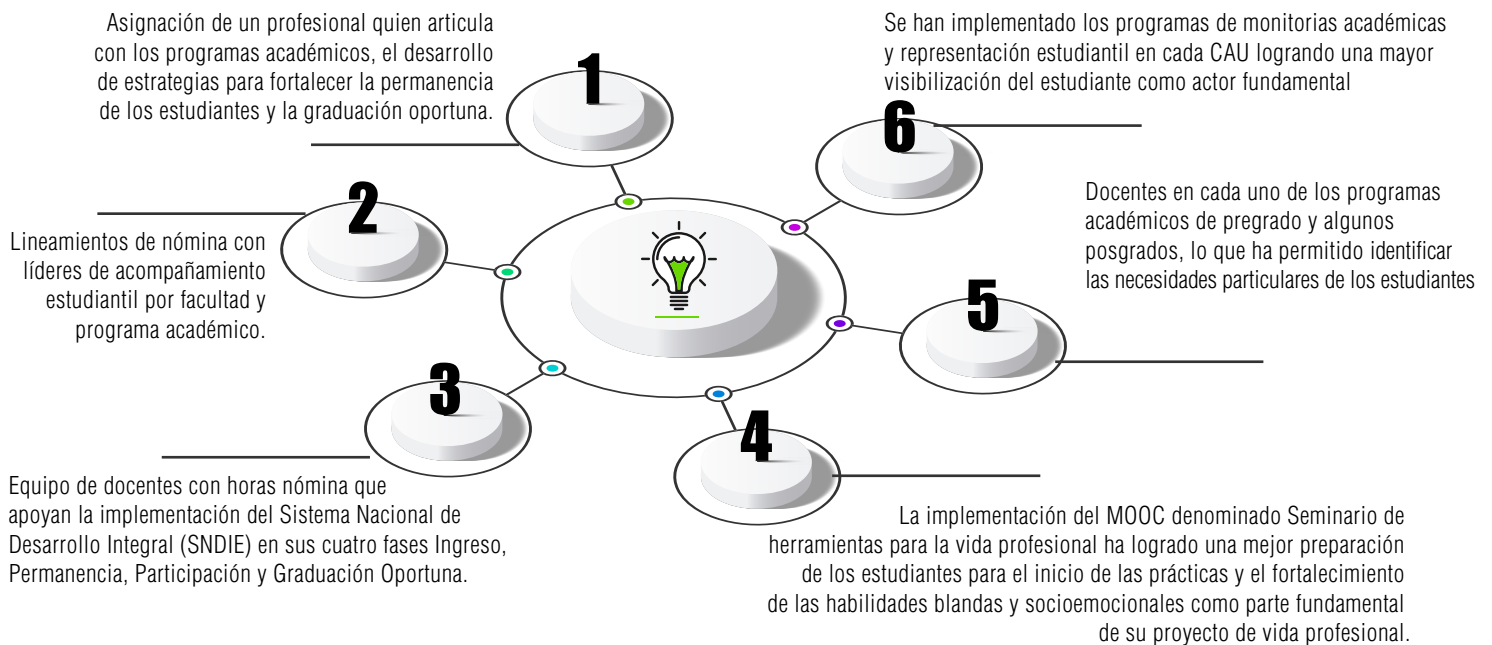 1
Asignación de un profesional quien articula
con los programas académicos, el desarrollo
de estrategias para fortalecer la permanencia
de los estudiantes y la graduación oportuna.
2
Lineamientos de nómina con
líderes de acompañamiento
estudiantil por facultad y
programa académico.
3
Equipo de docentes con horas nómina que
apoyan la implementación del Sistema Nacional de
Desarrollo Integral (SNDIE) en sus cuatro fases Ingreso,
Permanencia, Participación y Graduación Oportuna.
4
La implementación del MOOC denominado Seminario de
herramientas para la vida profesional ha logrado una mejor preparación
de los estudiantes para el inicio de las prácticas y el fortalecimiento
de las habilidades blandas y socioemocionales como parte fundamental
de su proyecto de vida profesional.
5
Docentes en cada uno de los programas
académicos de pregrado y algunos
posgrados, lo que ha permitido identificar
las necesidades particulares de los estudiantes
6
Se han implementado los programas de monitorias académicas
y representación estudiantil en cada CAU logrando una mayor
visibilización del estudiante como actor fundamental